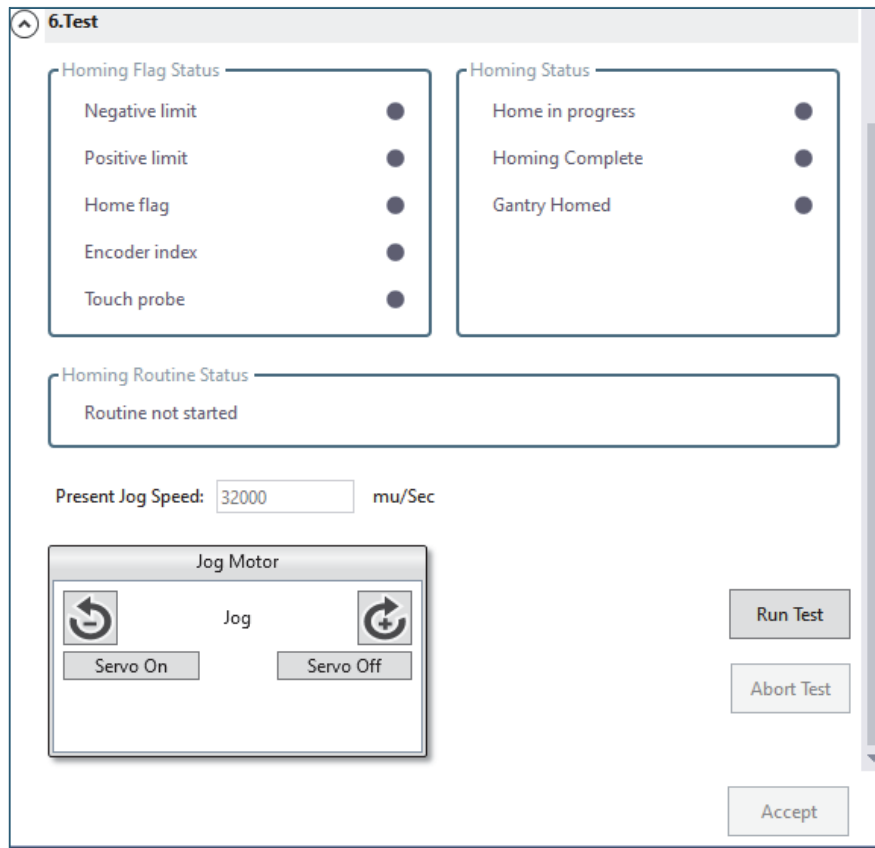 6.Test
Homing Flag Status
Negative limit
Positive limit
Home flag
Encoder index
Touch probe
Homing Status
Home in progress
Homing Complete
Gantry Homed
Homing Routine Status
Routine not started
Present Jog Speed: 32000 mu/Sec
Jog Motor
- Jog +
Servo On Servo Off
Run Test
Abort Test
Accept